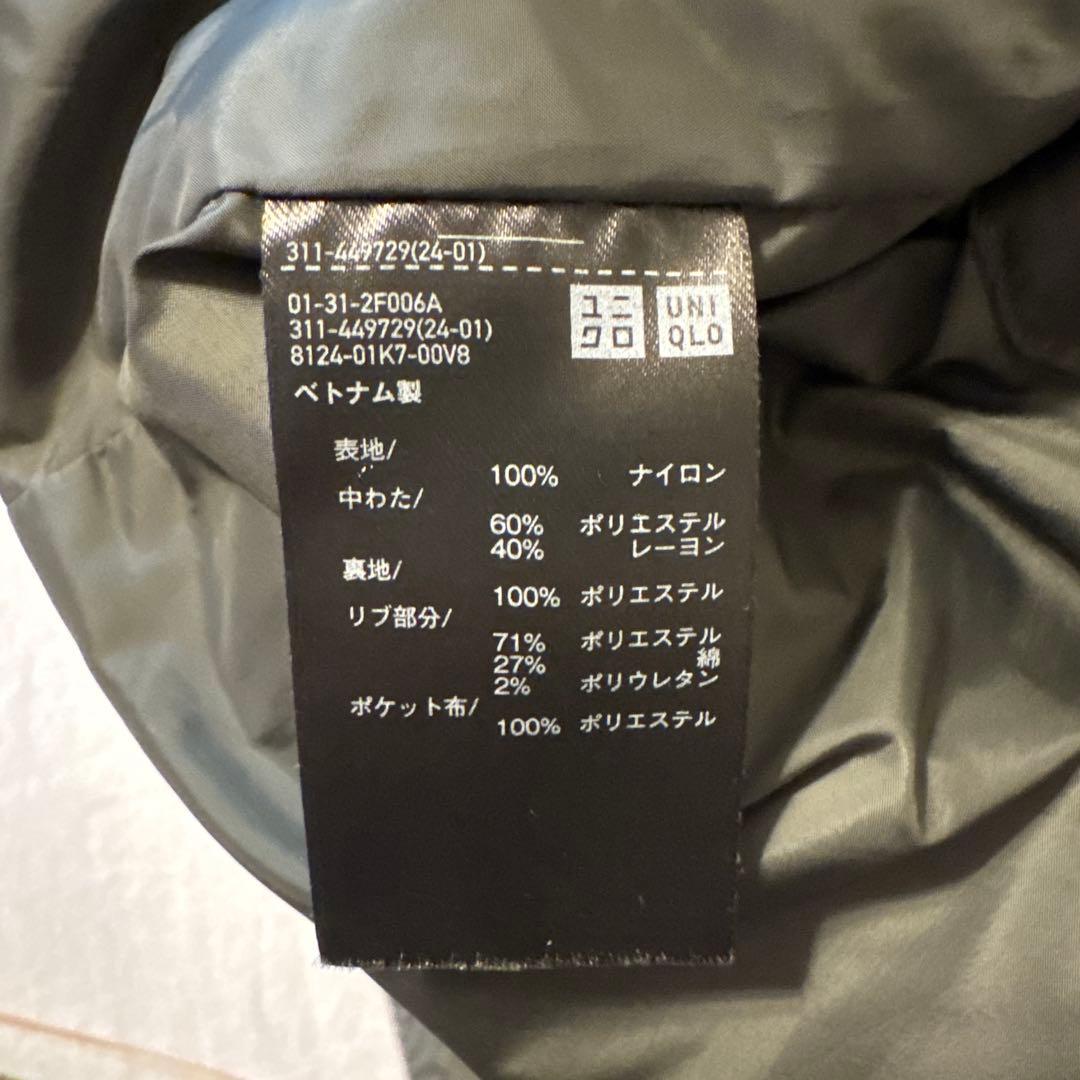 311-449729(24-01)
01-31-2F006A
311-449729(24-01)
8124-01K7-00V8
ユニ
クロ
UNI
QLO
ベトナム製
表地/
100% ナイロン
中わた/
60% ポリエステル
40% レーヨン
裏地/
100% ポリエステル
リブ部分/
71% ポリエステル
27% 綿
2% ポリウレタン
ポケット布/
100% ポリエステル